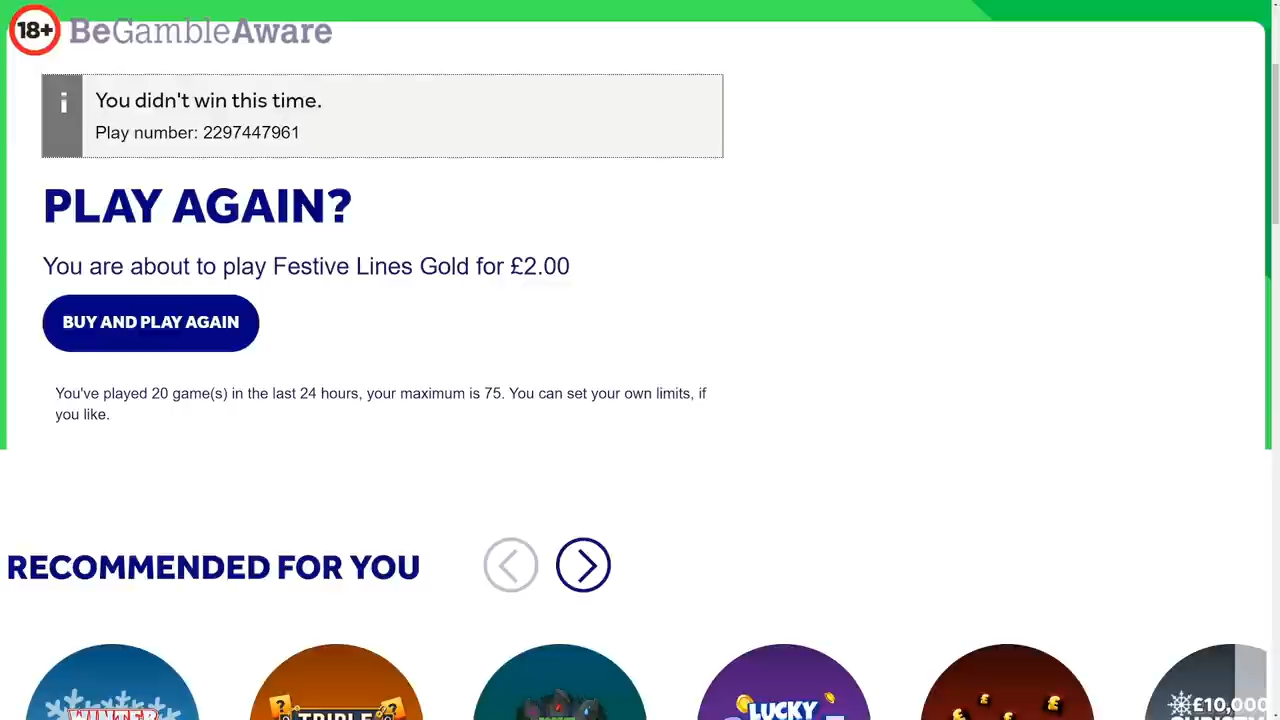 18+ BeGambleAware
i
You didn't win this time.
Play number: 2297447961
PLAY AGAIN?
You are about to play Festive Lines Gold for £2.00
BUY AND PLAY AGAIN
You've played 20 game(s) in the last 24 hours, your maximum is 75. You can set your own limits, if
you like.
RECOMMENDED FOR YOU
WINTER
TRIPLE
LUCKY
£10,000